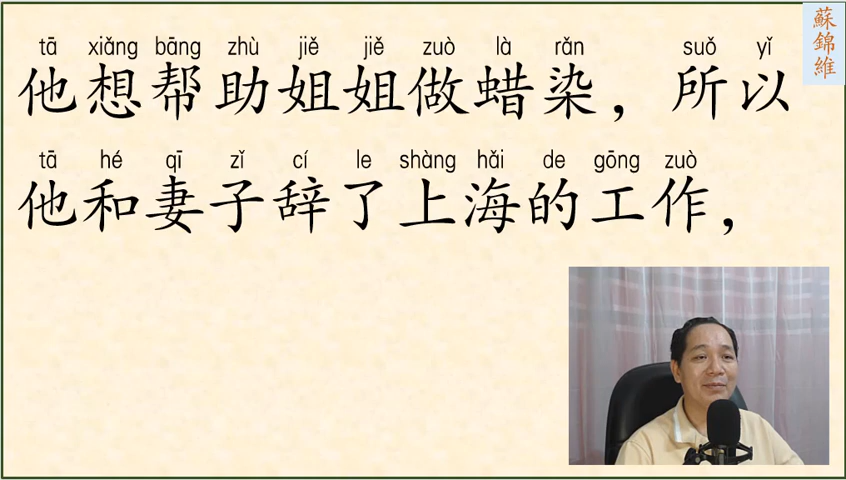 tā xiǎng bāng zhù jiě jiě zuò là rǎn suǒ yǐ
他想帮助姐姐做蜡染，所以
tā hé qī zǐ cí le shàng hǎi de gōng zuò
他和妻子辞了上海的工作，
蘇錦維